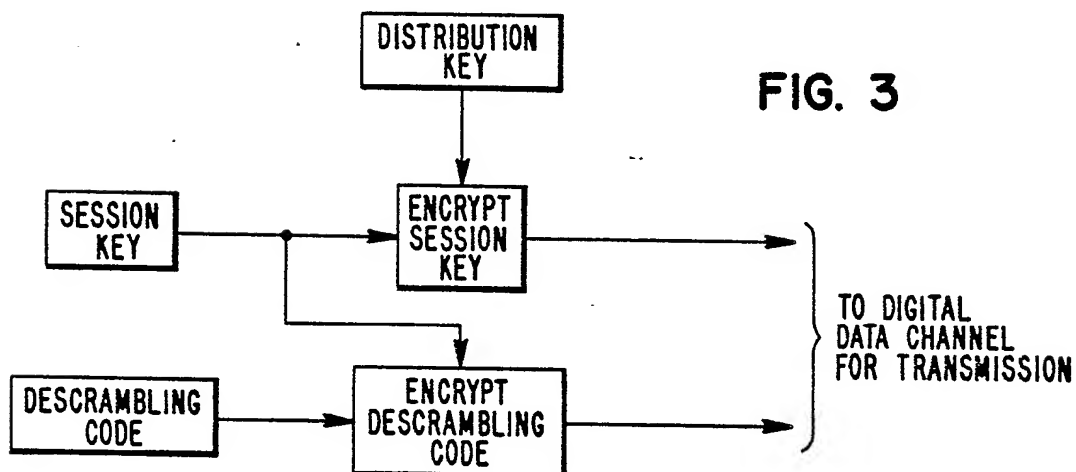 DISTRIBUTION
KEY
FIG. 3
SESSION
KEY
ENCRYPT
SESSION
KEY
TO DIGITAL
DATA CHANNEL
FOR TRANSMISSION
DESCRAMBLING
CODE
ENCRYPT
DESCRAMBLING
CODE